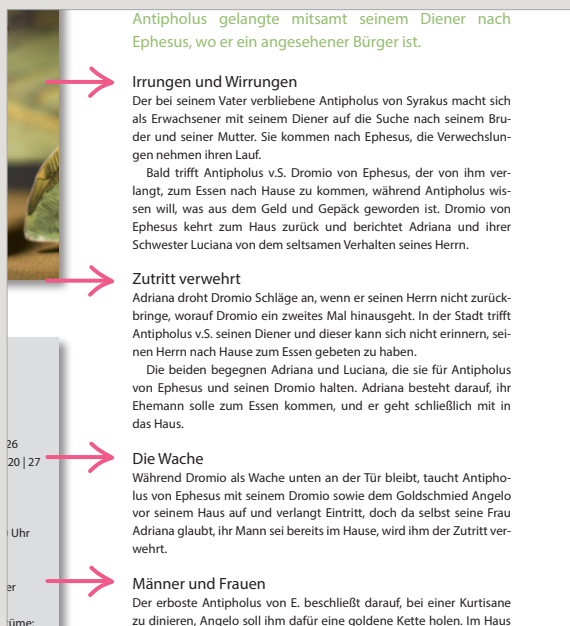 Antipholus gelangte mitsamt seinem Diener nach
Ephesus, wo er ein angesehener Bürger ist.
Irrungen und Wirrungen
Der bei seinem Vater verbliebene Antipholus von Syrakus macht sich
als Erwachsener mit seinem Diener auf die Suche nach seinem Bru-
der und seiner Mutter. Sie kommen nach Ephesus, die Verwechslun-
gen nehmen ihren Lauf.
Bald trifft Antipholus v.S. Dromio von Ephesus, der von ihm ver-
langt, zum Essen nach Hause zu kommen, während Antipholus wis-
sen will, was aus dem Geld und Gepäck geworden ist. Dromio von
Ephesus kehrt zum Haus zurück und berichtet Adriana und ihrer
Schwester Luciana von dem seltsamen Verhalten seines Herrn.
Zutritt verwehrt
Adriana droht Dromio Schläge an, wenn er seinen Herrn nicht zurück-
bringe, worauf Dromio ein zweites Mal hinausgeht. In der Stadt trifft
Antipholus v.S. seinen Diener und dieser kann sich nicht erinnern, sei-
nen Herrn nach Hause zum Essen gebeten zu haben.
Die beiden begegnen Adriana und Luciana, die sie für Antipholus
von Ephesus und seinen Dromio halten. Adriana besteht darauf, ihr
Ehemann solle zum Essen kommen, und er geht schließlich mit in
das Haus.
Die Wache
Während Dromio als Wache unten an der Tür bleibt, taucht Antipho-
lus von Ephesus mit seinem Dromio sowie dem Goldschmied Angelo
vor seinem Haus auf und verlangt Eintritt, doch da selbst seine Frau
Adriana glaubt, ihr Mann sei bereits im Hause, wird ihm der Zutritt ver-
wehrt.
Männer und Frauen
Der erboste Antipholus von E. beschließt darauf, bei einer Kurtisane
zu dinieren, Angelo soll ihm dafür eine goldene Kette holen. Im Haus
26
20 | 27
Uhr
er
üme: